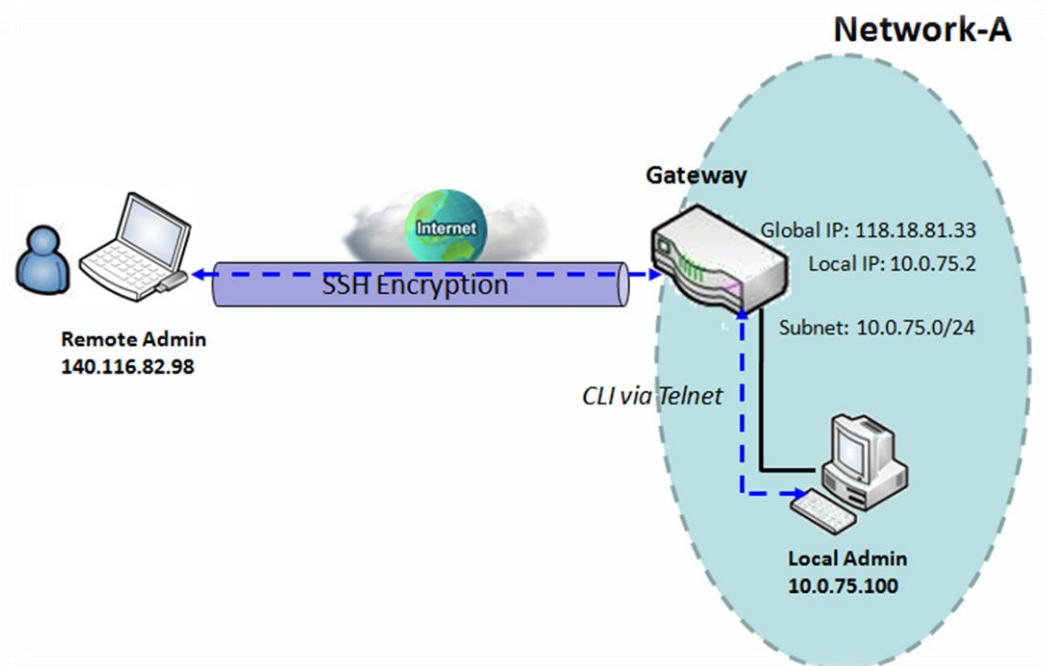 Network-A
Gateway
Internet
Global IP: 118.18.81.33
Local IP: 10.0.75.2
SSH Encryption
Subnet: 10.0.75.0/24
Remote Admin
140.116.82.98
CLI via Telnet
Local Admin
10.0.75.100